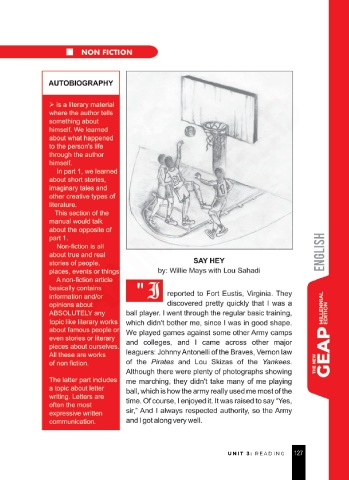 NON FICTION
AUTOBIOGRAPHY
➢ is a literary material
where the author tells
something about
himself. We learned
about what happened
to the person's life
through the author
himself.
In part 1, we learned
about short stories,
imaginary tales and
other creative types of
literature.
This section of the
manual would talk
about the opposite of
part 1.
Non-fiction is all
about true and real
stories of people,
places, events or things
A non-fiction article
basically contains
information and/or
opinions about
ABSOLUTELY any
topic like literary works
about famous people or
even stories or literary
pieces about ourselves.
All these are works
of non fiction.
The latter part includes
a topic about letter
writing. Letters are
often the most
expressive written
communication.
SAY HEY
by: Willie Mays with Lou Sahadi
"I reported to Fort Eustis, Virginia. They
discovered pretty quickly that I was a
ball player. I went through the regular basic training,
which didn't bother me, since I was in good shape.
We played games against some other Army camps
and colleges, and I came across other major
leaguers: Johnny Antonelli of the Braves, Vernon law
of the Pirates and Lou Skizas of the Yankees.
Although there were plenty of photographs showing
me marching, they didn't take many of me playing
ball, which is how the army really used me most of the
time. Of course, I enjoyed it. It was raised to say "Yes,
sir," And I always respected authority, so the Army
and I got along very well.
ENGLISH
THE NEW
GEAP MILLENNIAL
EDITION
UNIT 3: READING 127